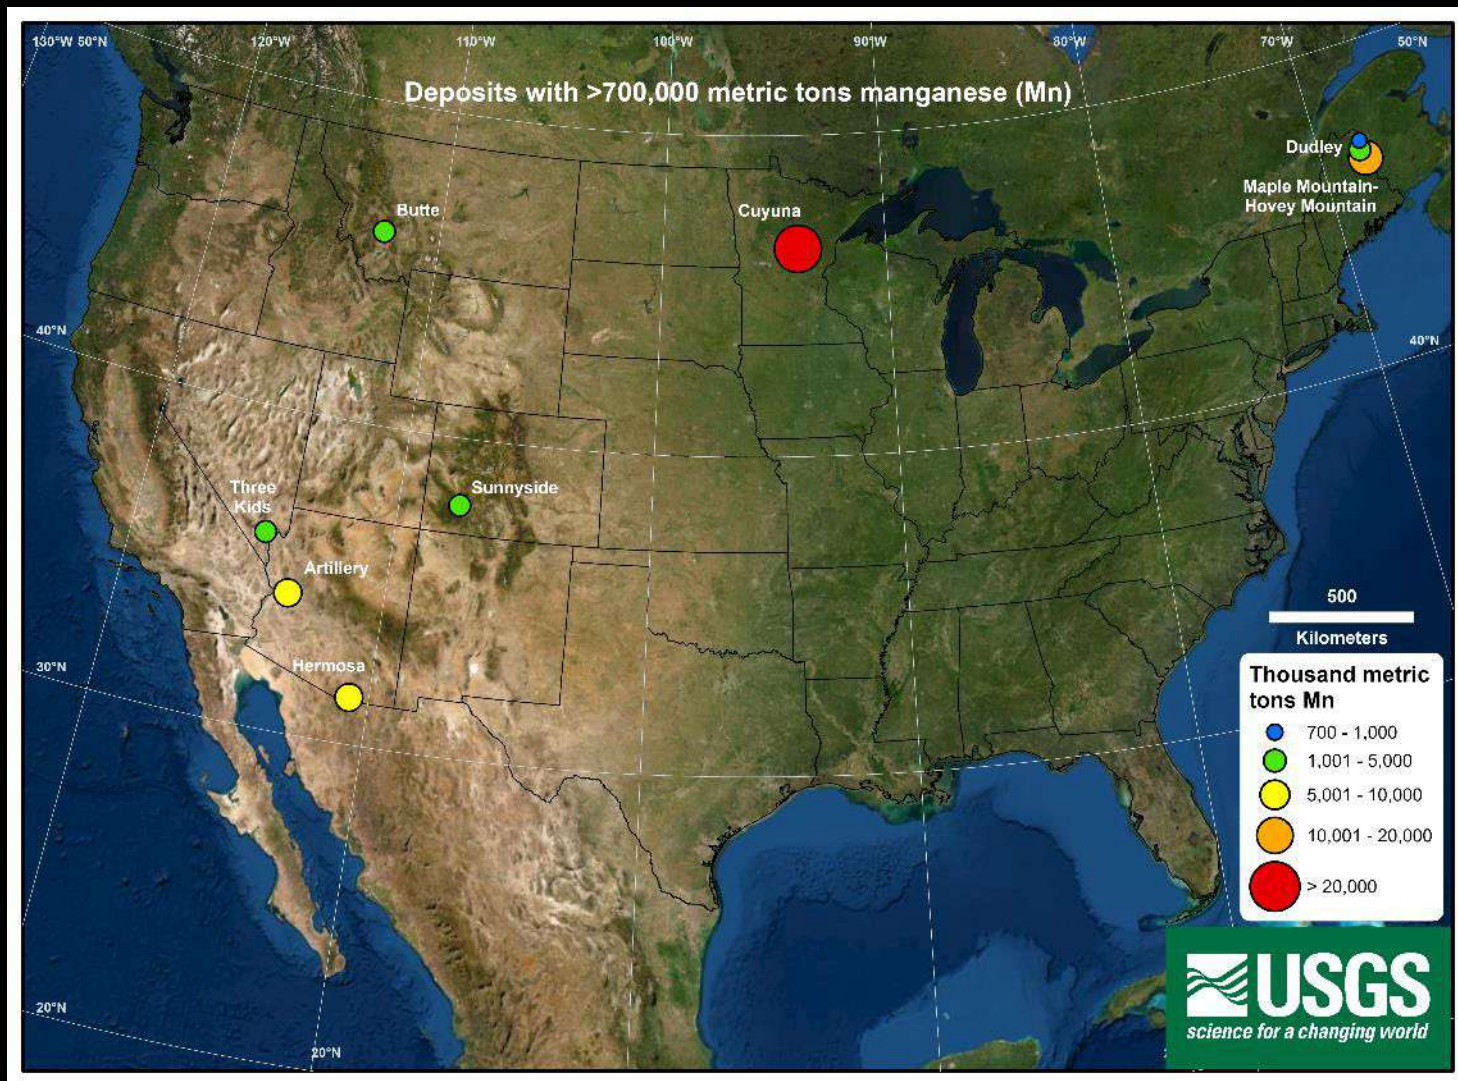 130°W 50°N
120°W
110°W
100°W
90°W
80°W
70°W
50°N
Deposits with >700,000 metric tons manganese (Mn)
Dudley
Maple Mountain-
Hovey Mountain
Butte
Cuyuna
40°N
40°N
Three
Kids
Sunnyside
Artillery
Hermosa
30°N
500
Kilometers
Thousand metric
tons Mn
700 - 1,000
1,001 - 5,000
5,001 - 10,000
10,001 - 20,000
> 20,000
20°N
20°N
USGS
science for a changing world